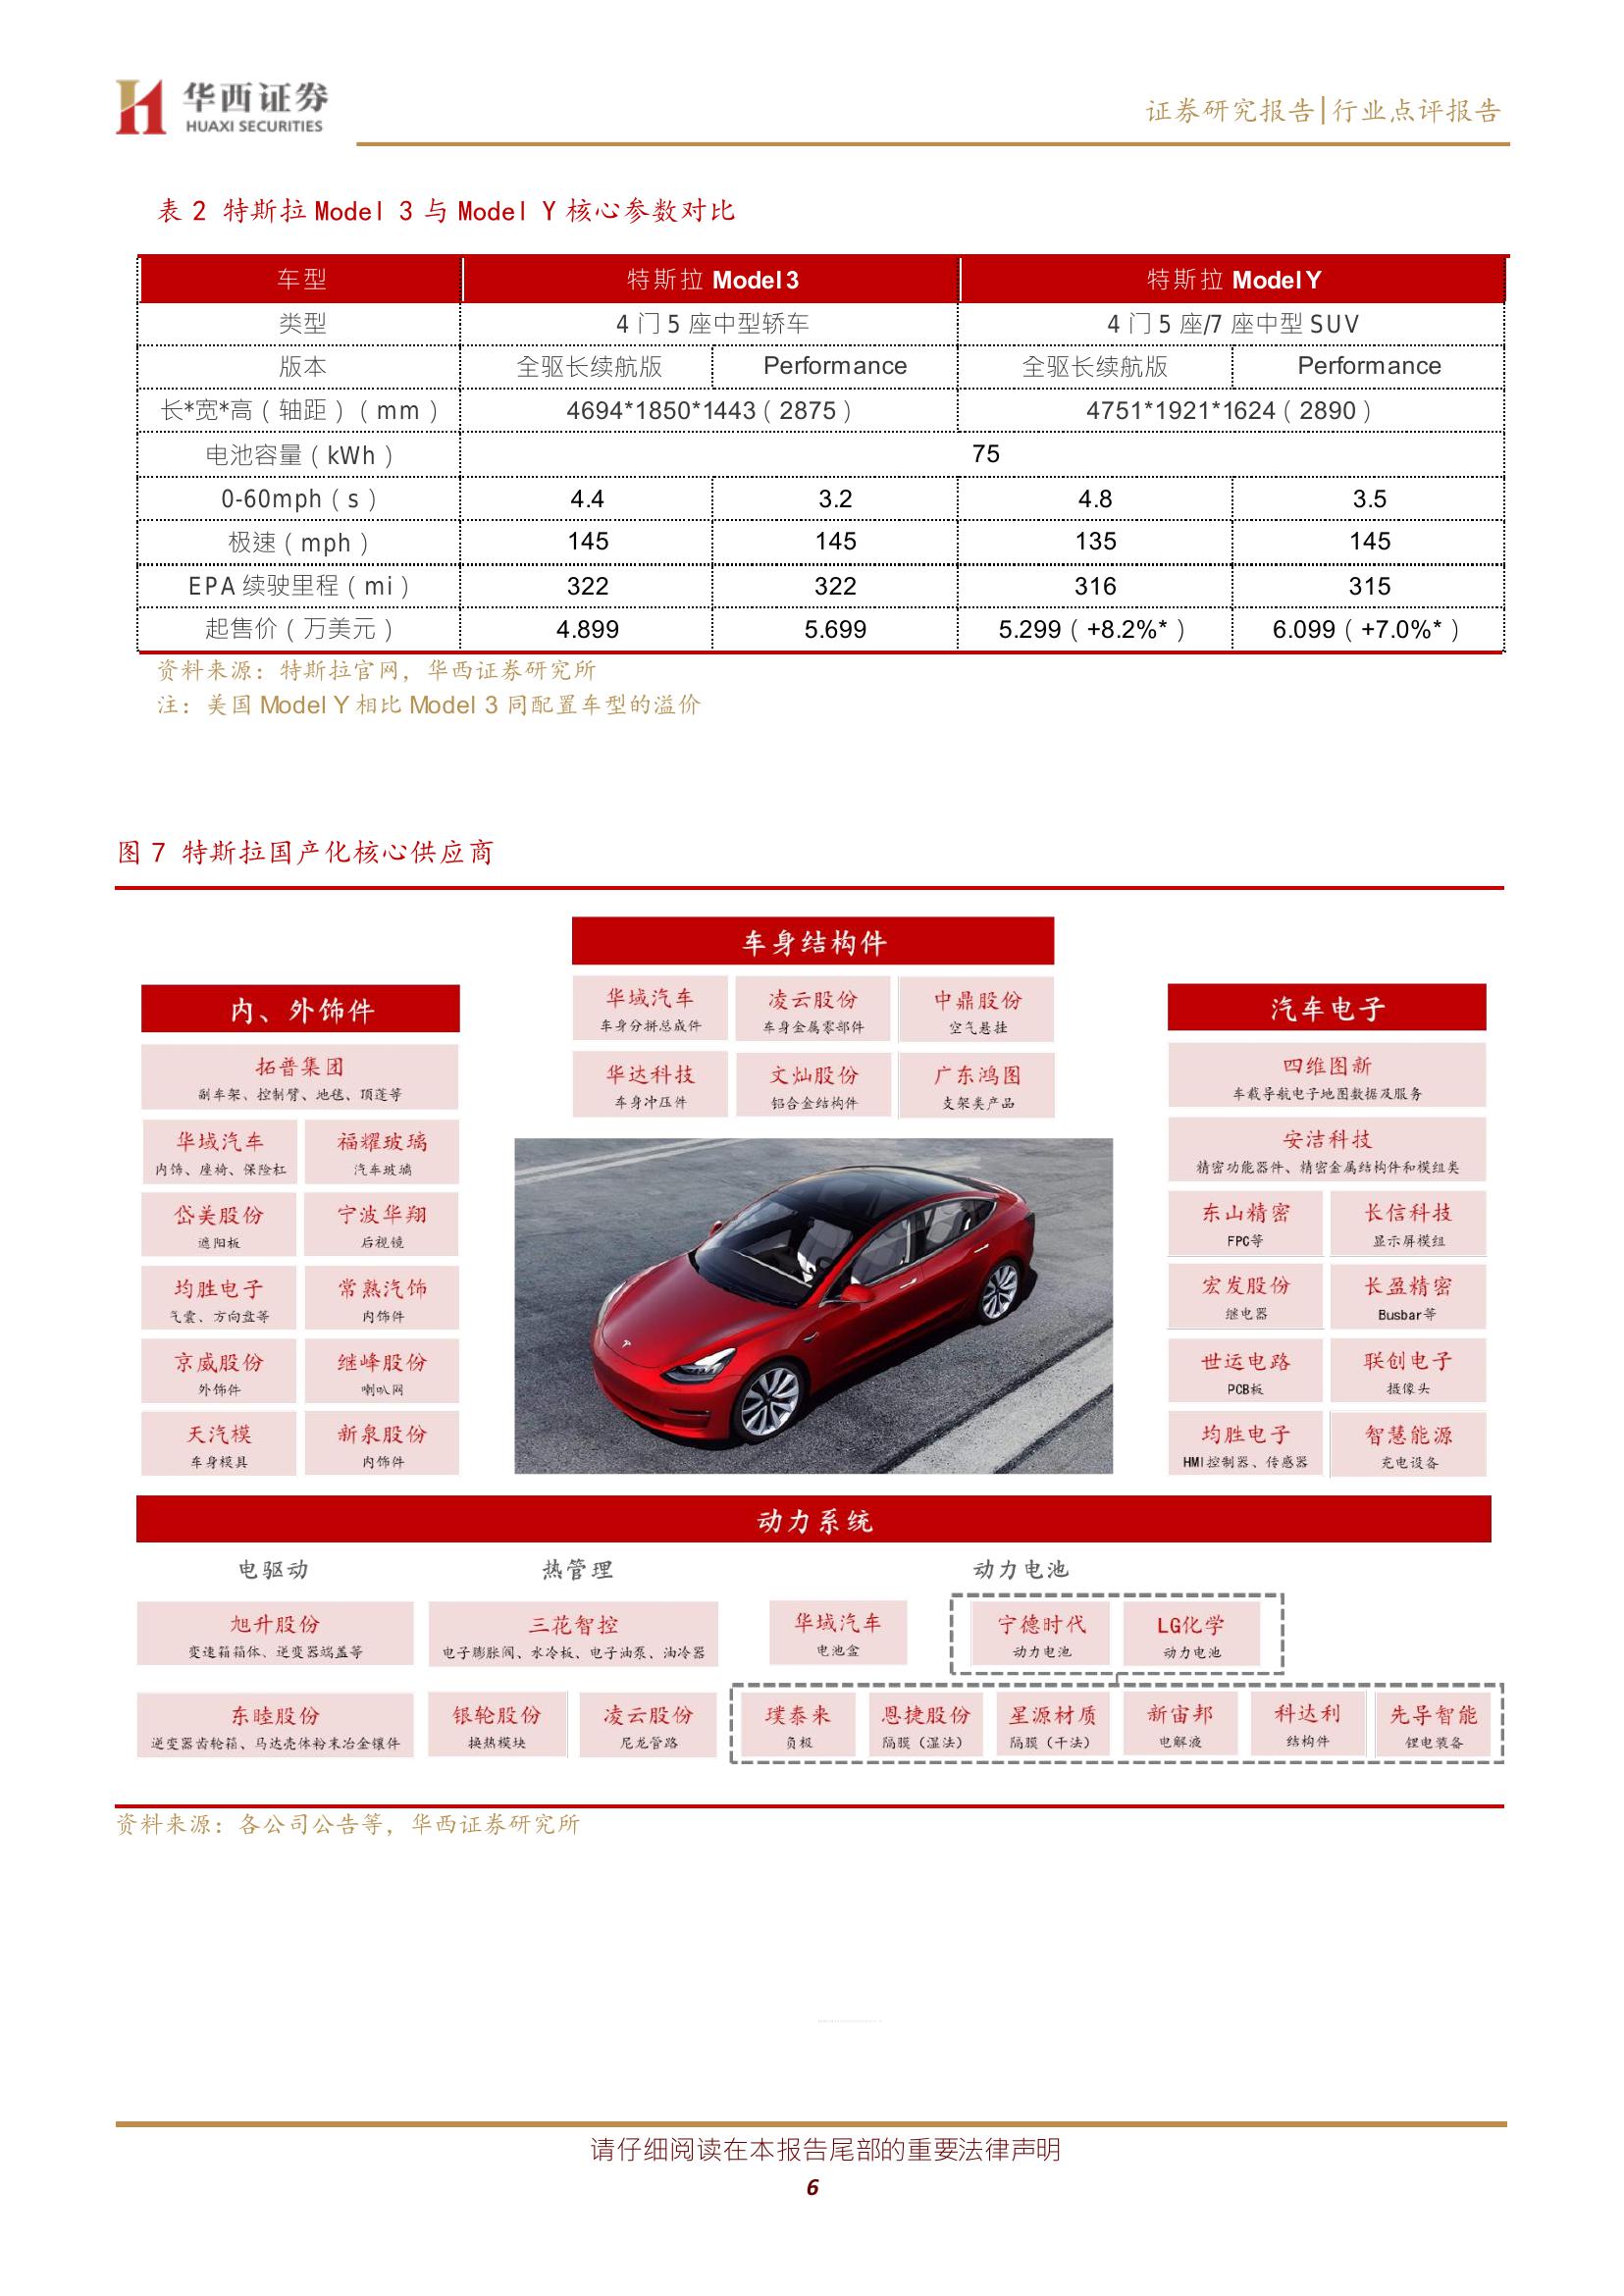 华西证券
HUAXI SECURITIES
证券研究报告|行业点评报告
表 2 特斯拉 Model 3 与 Model Y 核心参数对比
车型 特斯拉 Model 3 特斯拉 Model Y
类型 4 门 5 座中型轿车 4 门 5 座/7 座中型 SUV
版本 全驱长续航版 Performance 全驱长续航版 Performance
长*宽*高（轴距）（mm） 4694*1850*1443（2875） 4751*1921*1624（2890）
电池容量（kWh） 75
0-60mph（s） 4.4 3.2 4.8 3.5
极速（mph） 145 145 135 145
EPA 续驶里程（mi） 322 322 316 315
起售价（万美元） 4.899 5.699 5.299（+8.2%*） 6.099（+7.0%*）
资料来源：特斯拉官网，华西证券研究所
注：美国 Model Y 相比 Model 3 同配置车型的溢价
图 7 特斯拉国产化核心供应商
车身结构件
华域汽车 凌云股份 中鼎股份
车身分拼总成件 车身金属零部件 空气悬挂
华达科技 文灿股份 广东鸿图
车身冲压件 铝合金结构件 支架类产品
内、外饰件
拓普集团
副车架、控制臂、地毯、顶蓬等
华域汽车 福耀玻璃
内饰、座椅、保险杠 汽车玻璃
岱美股份 宁波华翔
遮阳板 后视镜
均胜电子 常熟汽饰
气囊、方向盘等 内饰件
京威股份 继峰股份
外饰件 喇叭网
天汽模 新泉股份
车身模具 内饰件
汽车电子
四维图新
车载导航电子地图数据及服务
安洁科技
精密功能器件、精密金属结构件和模组类
东山精密 长信科技
FPC等 显示屏模组
宏发股份 长盈精密
继电器 Busbar等
世运电路 联创电子
PCB板 摄像头
均胜电子 智慧能源
HMI控制器、传感器 充电设备
动力系统
电驱动 热管理 动力电池
旭升股份 三花智控 华域汽车 宁德时代 LG化学
变速箱箱体、逆变器端盖等 电子膨胀阀、水冷板、电子油泵、油冷器 电池盒 动力电池 动力电池
东睦股份 银轮股份 凌云股份 璞泰来 恩捷股份 星源材质 新宙邦 科达利 先导智能
逆变器齿轮箱、马达壳体粉末冶金镶件 换热模块 尼龙管路 负极 隔膜（湿法） 隔膜（干法） 电解液 结构件 锂电装备
资料来源：各公司公告等，华西证券研究所
请仔细阅读在本报告尾部的重要法律声明
6